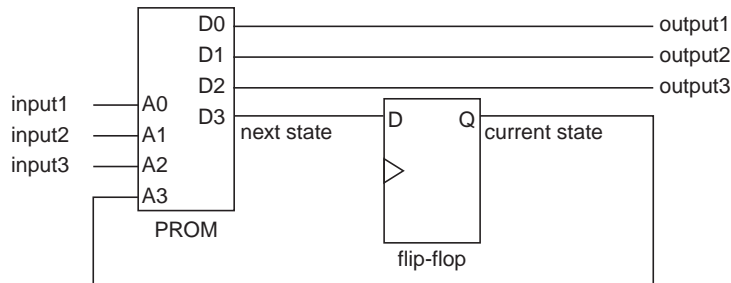 D0 output1
D1 output2
D2 output3
input1 A0
D3 next state D Q current state
input2 A1
input3 A2
A3
PROM
flip-flop